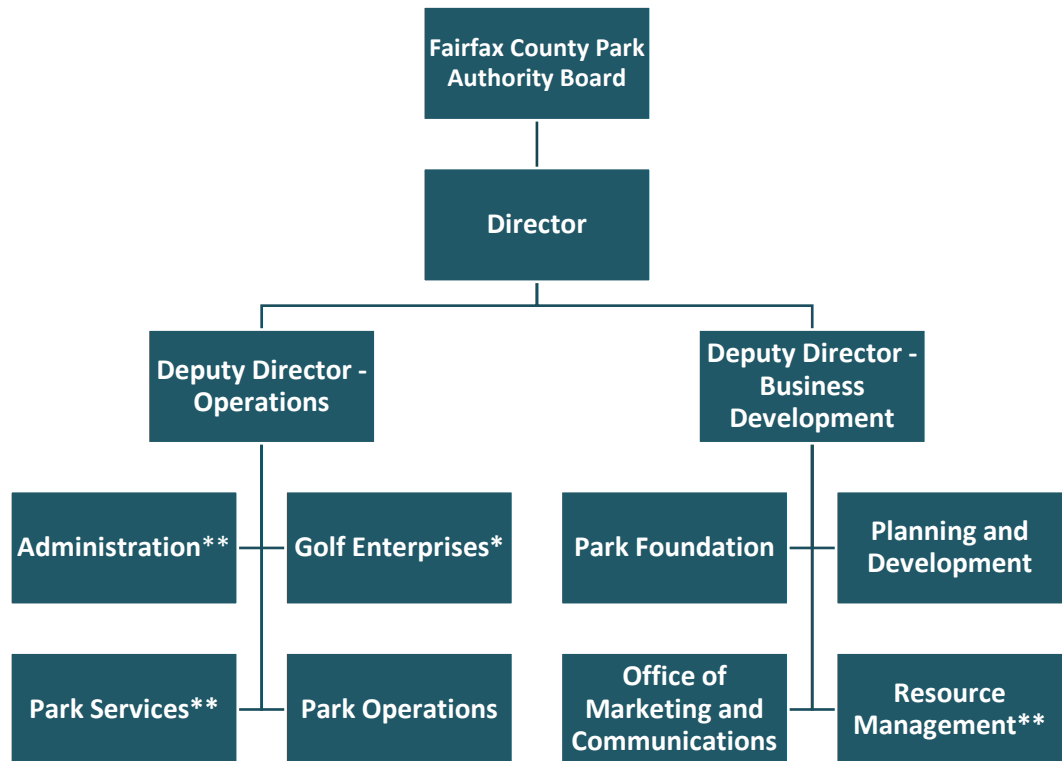 Fairfax County Park
Authority Board
Director
Deputy Director -
Operations
Deputy Director -
Business
Development
Administration**
Golf Enterprises*
Park Foundation
Planning and
Development
Park Services**
Park Operations
Office of
Marketing and
Communications
Resource
Management**